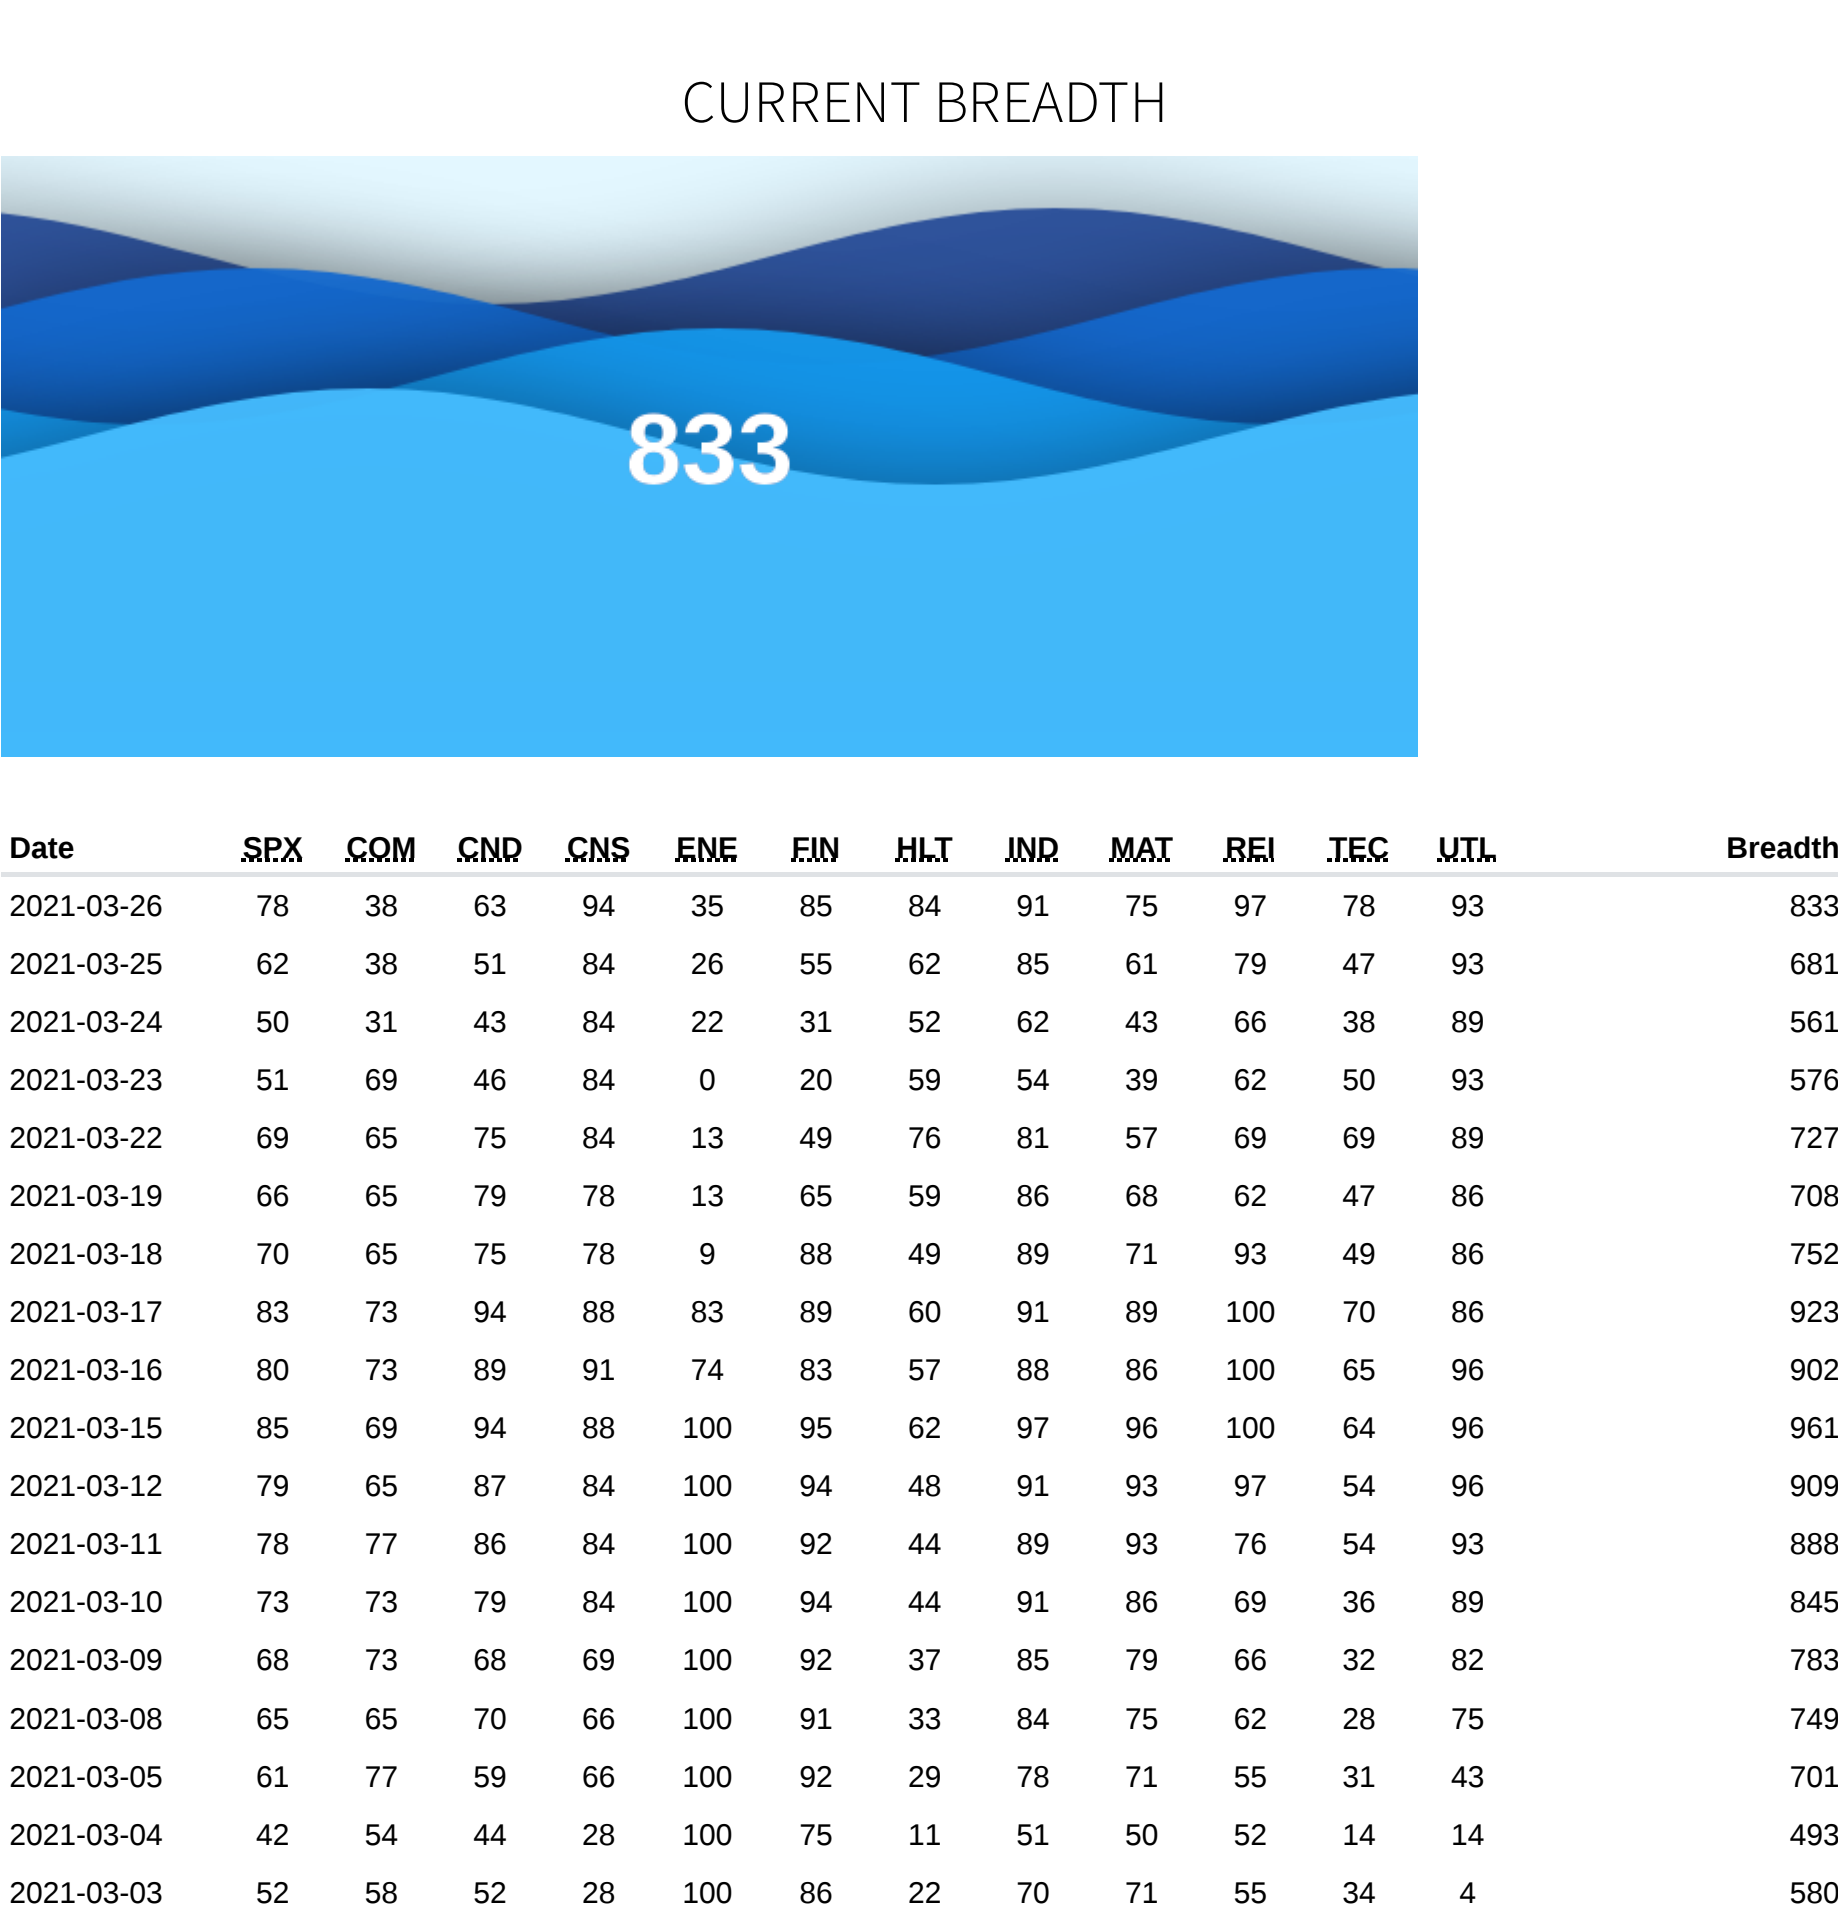 CURRENT BREADTH
833
Date SPX COM CND CNS ENE FIN HLT IND MAT REI TEC UTL Breadth
2021-03-26 78 38 63 94 35 85 84 91 75 97 78 93 833
2021-03-25 62 38 51 84 26 55 62 85 61 79 47 93 681
2021-03-24 50 31 43 84 22 31 52 62 43 66 38 89 561
2021-03-23 51 69 46 84 0 20 59 54 39 62 50 93 576
2021-03-22 69 65 75 84 13 49 76 81 57 69 69 89 727
2021-03-19 66 65 79 78 13 65 59 86 68 62 47 86 708
2021-03-18 70 65 75 78 9 88 49 89 71 93 49 86 752
2021-03-17 83 73 94 88 83 89 60 91 89 100 70 86 923
2021-03-16 80 73 89 91 74 83 57 88 86 100 65 96 902
2021-03-15 85 69 94 88 100 95 62 97 96 100 64 96 961
2021-03-12 79 65 87 84 100 94 48 91 93 97 54 96 909
2021-03-11 78 77 86 84 100 92 44 89 93 76 54 93 888
2021-03-10 73 73 79 84 100 94 44 91 86 69 36 89 845
2021-03-09 68 73 68 69 100 92 37 85 79 66 32 82 783
2021-03-08 65 65 70 66 100 91 33 84 75 62 28 75 749
2021-03-05 61 77 59 66 100 92 29 78 71 55 31 43 701
2021-03-04 42 54 44 28 100 75 11 51 50 52 14 14 493
2021-03-03 52 58 52 28 100 86 22 70 71 55 34 4 580